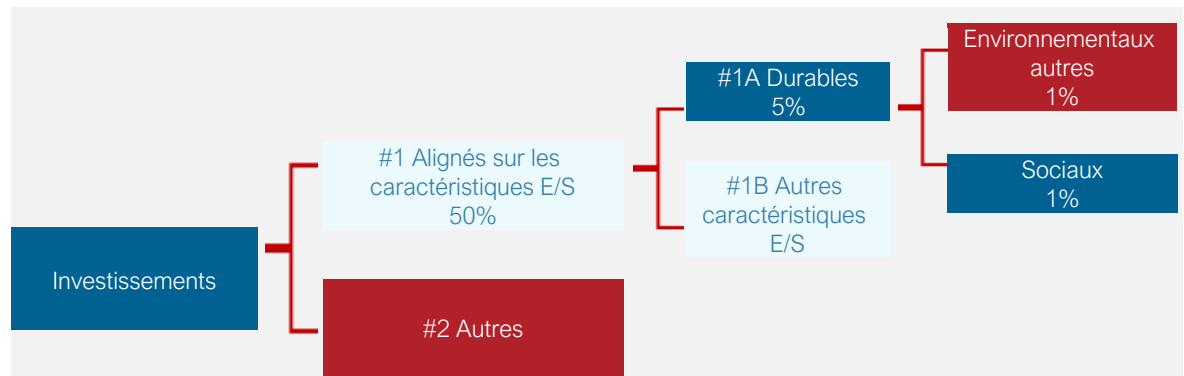 Investissements
#1 Alignés sur les
caractéristiques E/S
50%
#2 Autres
#1A Durables
5%
#1B Autres
caractéristiques
E/S
Environnementaux
autres
1%
Sociaux
1%